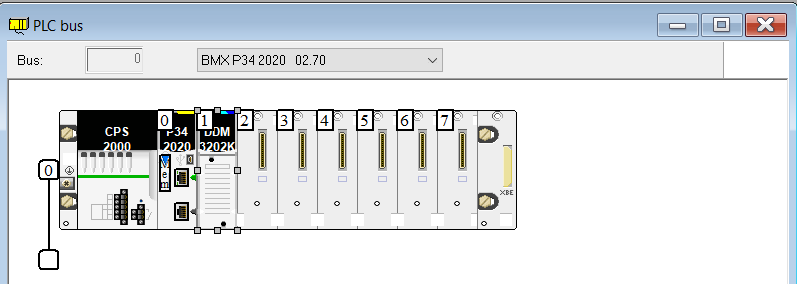 PLC bus
Bus: 0 BMX P34 2020 02.70
0 1 2 3 4 5 6 7
CPS P34 DDM
2000 2020 3202K
0
Mem
XBE